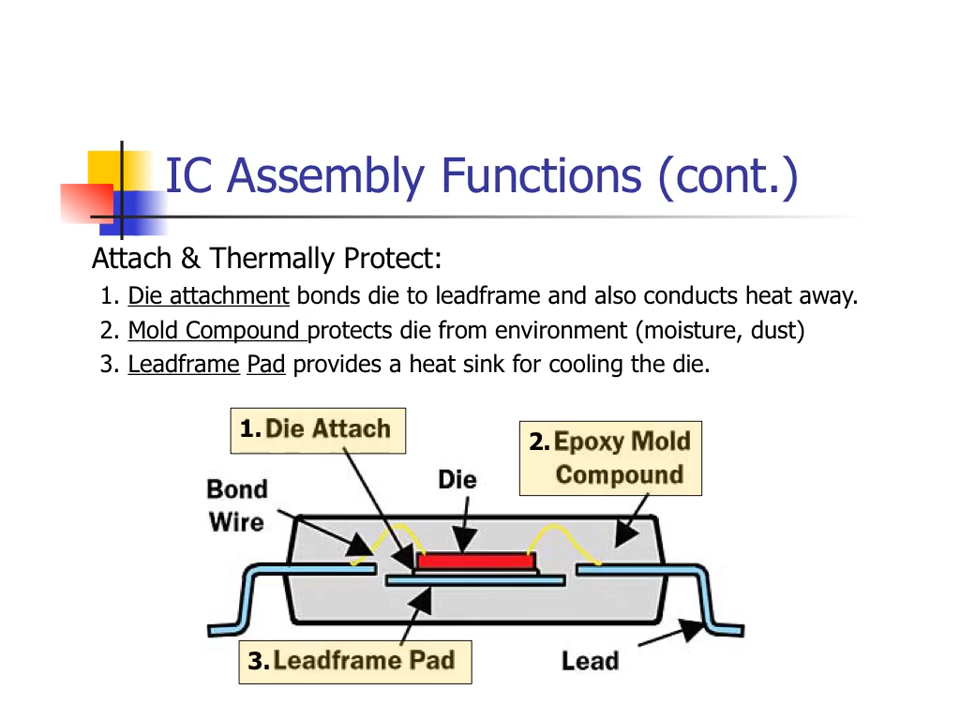 IC Assembly Functions (cont.)
Attach & Thermally Protect:
1. Die attachment bonds die to leadframe and also conducts heat away.
2. Mold Compound protects die from environment (moisture, dust)
3. Leadframe Pad provides a heat sink for cooling the die.
1. Die Attach
2. Epoxy Mold
Compound
Die
Bond
Wire
3. Leadframe Pad
Lead